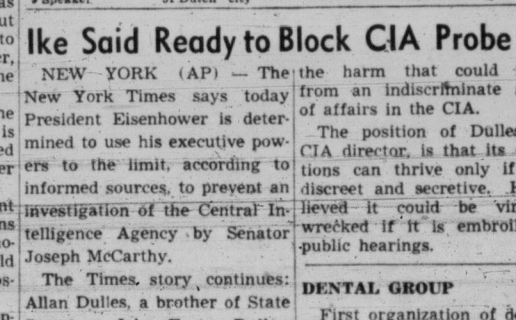 Ike Said Ready to Block CIA Probe
NEW YORK (AP) — The
New York Times says today
President Eisenhower is deter-
mined to use his executive pow-
ers to the limit, according to
informed sources, to prevent an
investigation of the Central In-
telligence Agency by Senator
Joseph McCarthy.
The Times story continues:
Allan Dulles, a brother of State
the harm that could
from an indiscriminate
of affairs in the CIA.
The position of Dulles
CIA director, is that its
tions can thrive only if
discreet and secretive.
lieved it could be vir
wrecked if it is embroil
public hearings.
DENTAL GROUP
First organization of